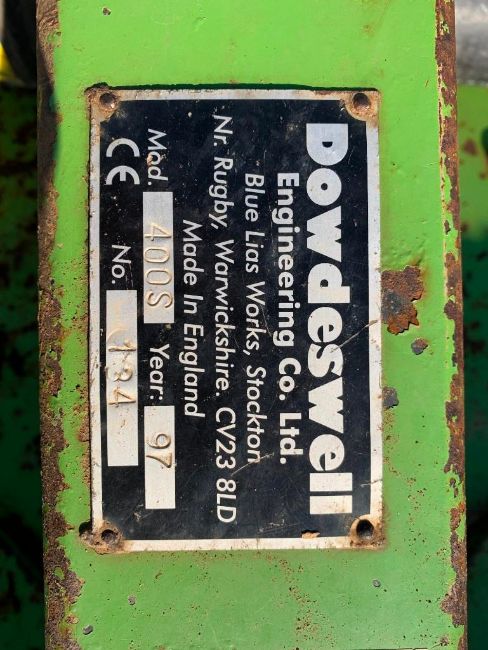 Dowdeswell
Engineering Co. Ltd.
Blue Lias Works, Stockton
Nr. Rugby, Warwickshire. CV23 8LD
Made In England
Mod. 400S Year: 97
CE No. 134